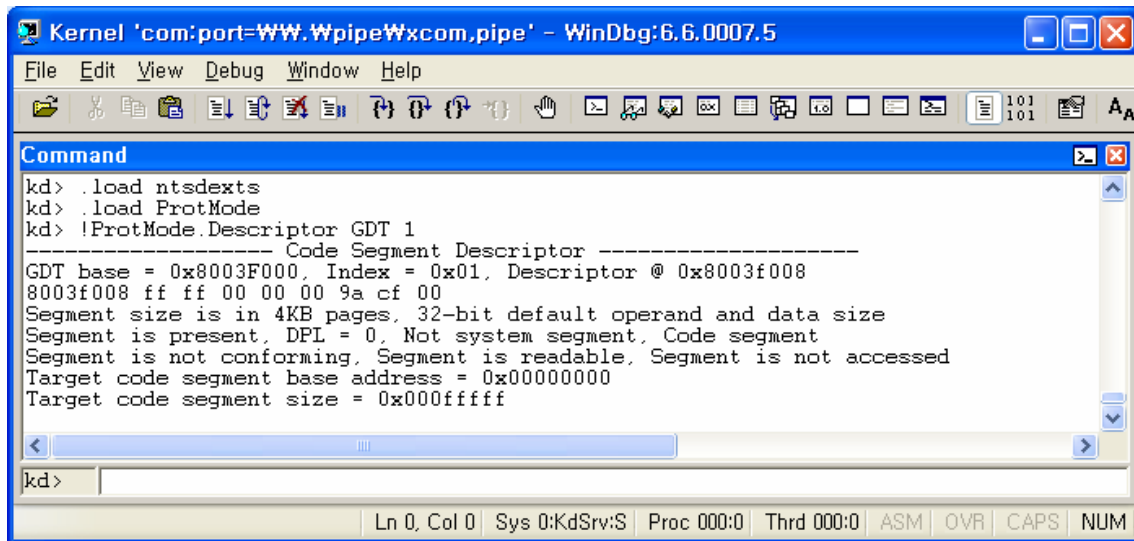 Kernel 'com:port=₩₩.₩pipe₩xcom,pipe' - WinDbg:6.6.0007.5
File Edit View Debug Window Help
101
101
AA
Command
kd> .load ntsdexts
kd> .load ProtMode
kd> !ProtMode.Descriptor GDT 1
------------------- Code Segment Descriptor --------------------
GDT base = 0x8003F000, Index = 0x01, Descriptor @ 0x8003f008
8003f008 ff ff 00 00 00 9a cf 00
Segment size is in 4KB pages, 32-bit default operand and data size
Segment is present, DPL = 0, Not system segment, Code segment
Segment is not conforming, Segment is readable, Segment is not accessed
Target code segment base address = 0x00000000
Target code segment size = 0x000fffff
kd>
Ln 0, Col 0 Sys 0:KdSrv:S Proc 000:0 Thrd 000:0 ASM OVR CAPS NUM